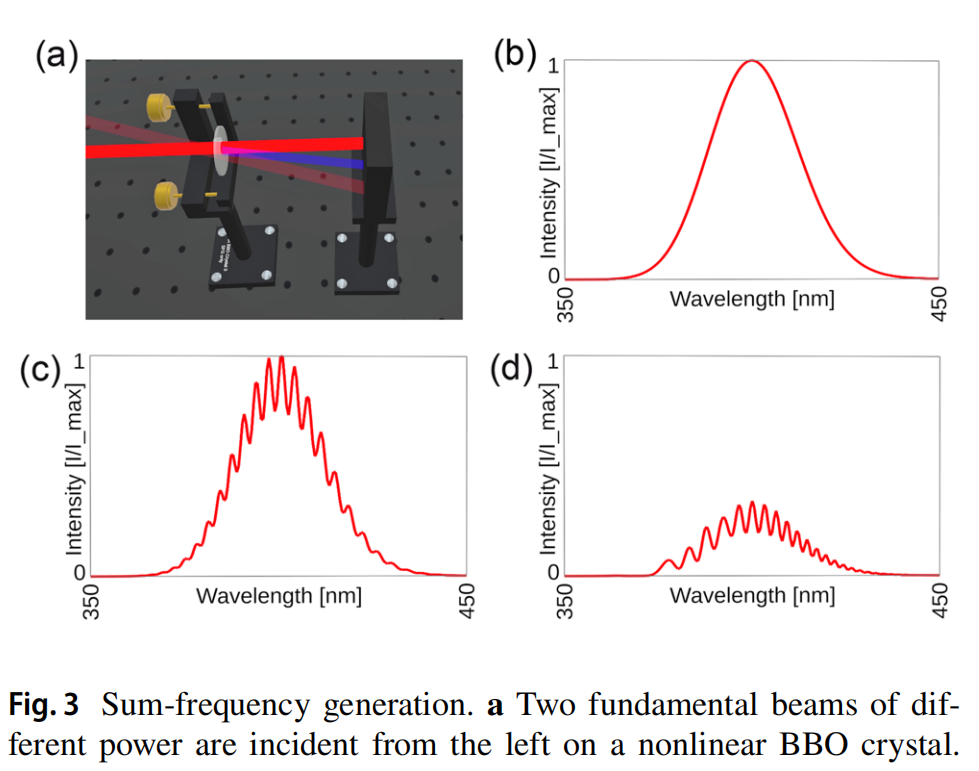 (a)
(b)
1
Intensity [I/I_max]
0
350
Wavelength [nm]
450
(c)
1
Intensity [I/I_max]
0
350
Wavelength [nm]
450
(d)
1
Intensity [I/I_max]
0
350
Wavelength [nm]
450
Fig. 3 Sum-frequency generation. a Two fundamental beams of dif-
ferent power are incident from the left on a nonlinear BBO crystal.